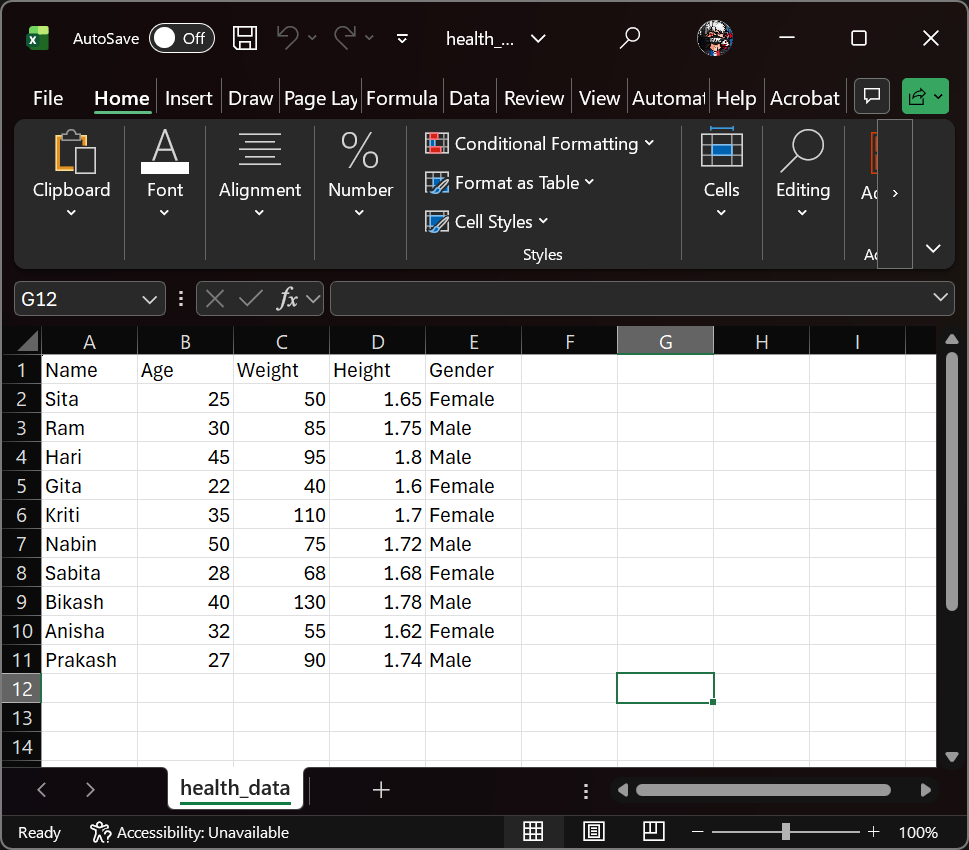 AutoSave Off health_...
File Home Insert Draw Page Lay Formula Data Review View Automat Help Acrobat
Clipboard Font Alignment Number Conditional Formatting Format as Table Cell Styles Styles Cells Editing
G12 fx
A B C D E F G H I
1 Name Age Weight Height Gender
2 Sita 25 50 1.65 Female
3 Ram 30 85 1.75 Male
4 Hari 45 95 1.8 Male
5 Gita 22 40 1.6 Female
6 Kriti 35 110 1.7 Female
7 Nabin 50 75 1.72 Male
8 Sabita 28 68 1.68 Female
9 Bikash 40 130 1.78 Male
10 Anisha 32 55 1.62 Female
11 Prakash 27 90 1.74 Male
12
13
14
health_data
Ready Accessibility: Unavailable 100%